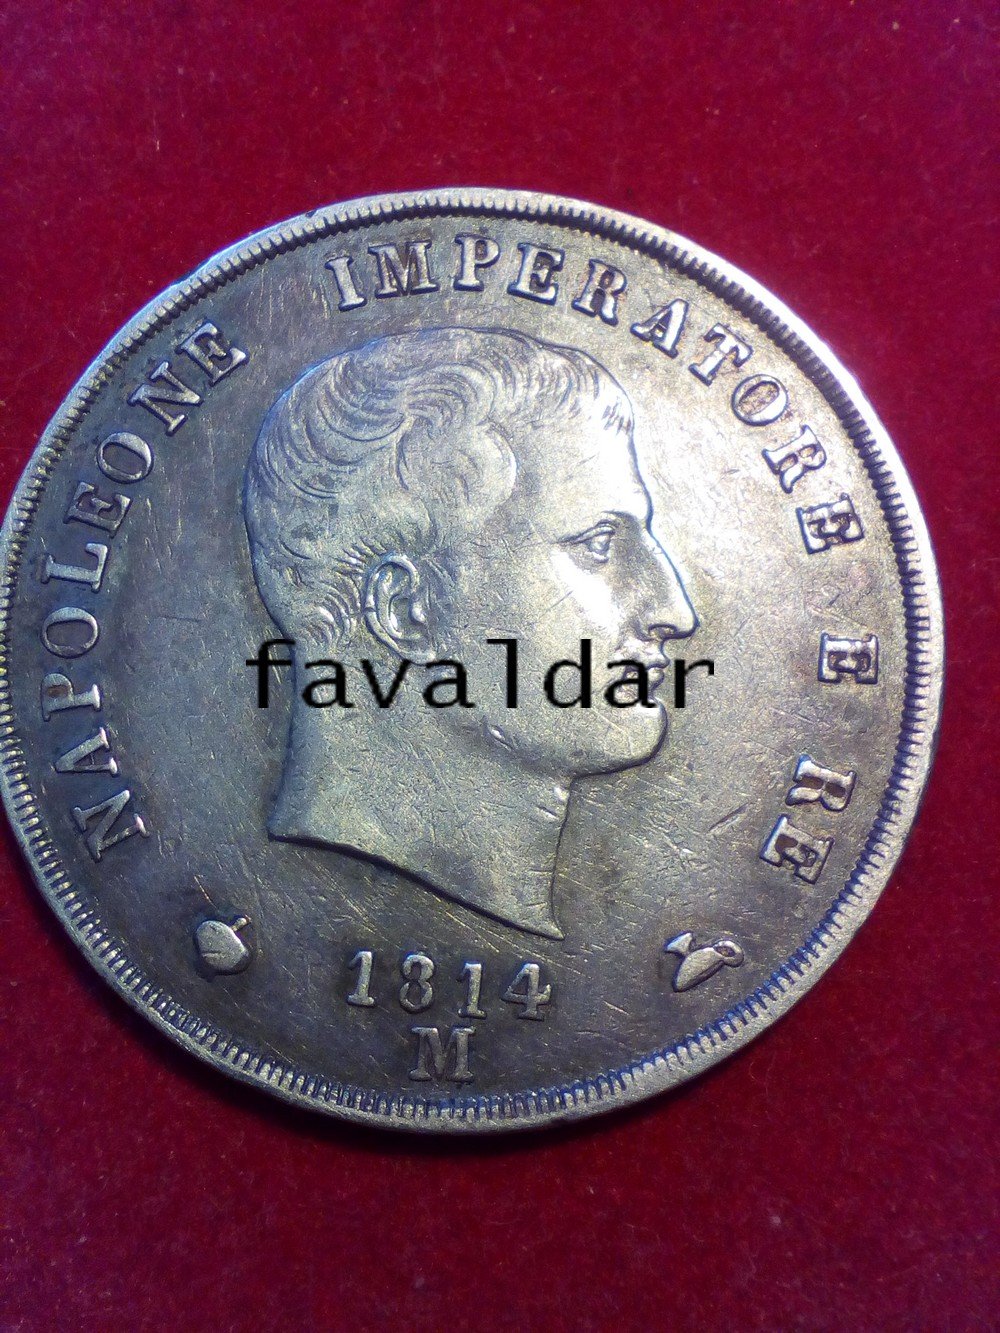 NAPOLEONE IMPERATORE E RE
favaldar
1814
M